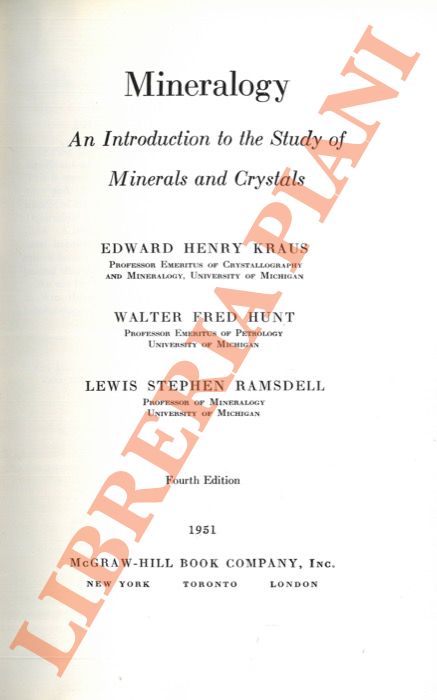 Mineralogy
An Introduction to the Study of
Minerals and Crystals
EDWARD HENRY KRAUS
PROFESSOR EMERITUS OF CRYSTALLOGRAPHY
AND MINERALOGY, UNIVERSITY OF MICHIGAN
WALTER FRED HUNT
PROFESSOR EMERITUS OF PETROLOGY
UNIVERSITY OF MICHIGAN
LEWIS STEPHEN RAMSDELL
PROFESSOR OF MINERALOGY
UNIVERSITY OF MICHIGAN
Fourth Edition
1951
McGRAW-HILL BOOK COMPANY, INC.
NEW YORK TORONTO LONDON
LIBRERIA PIANI